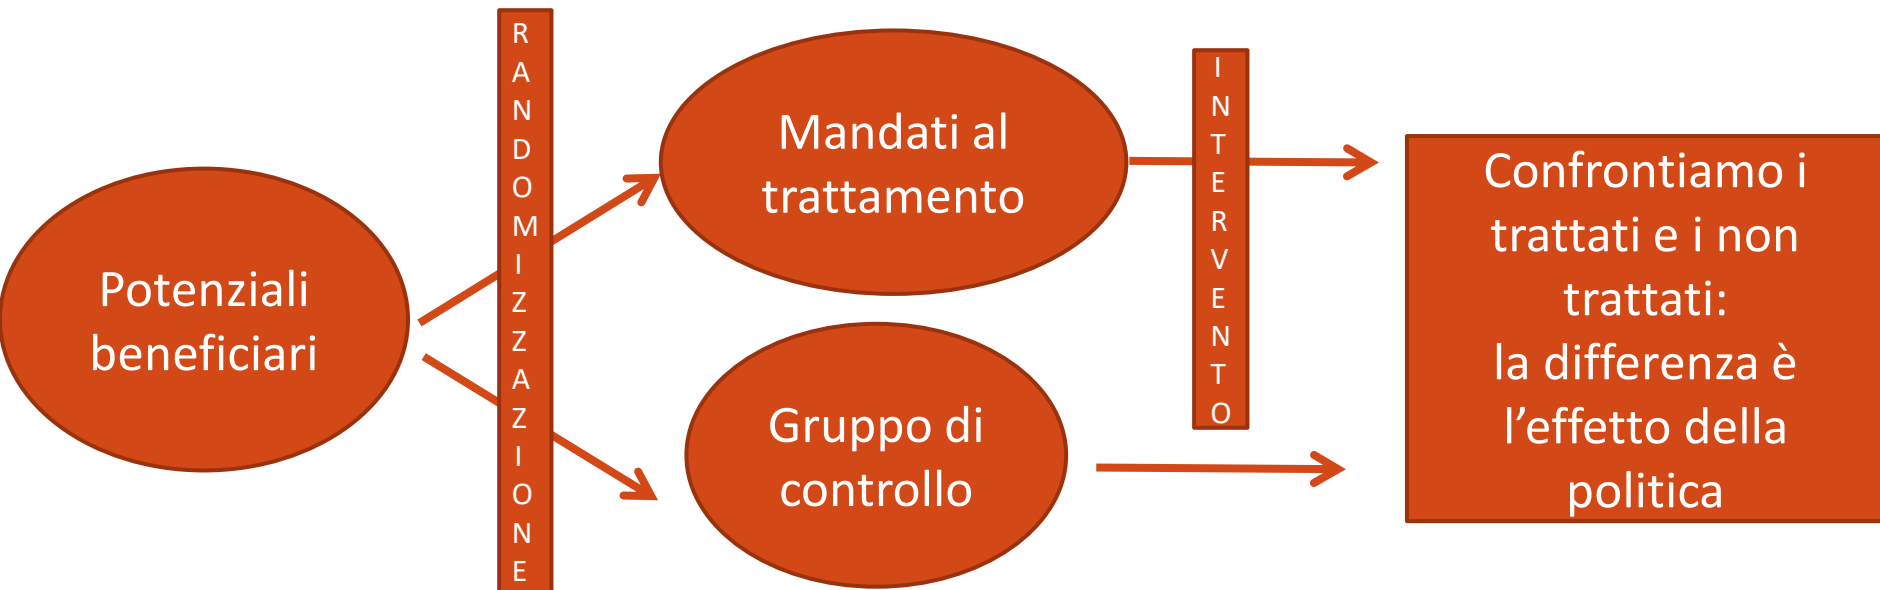 Potenziali
beneficiari
RANDOMIZZAZIONE
Mandati al
trattamento
Gruppo di
controllo
INTERVENTO
Confrontiamo i
trattati e i non
trattati:
la differenza è
l’effetto della
politica